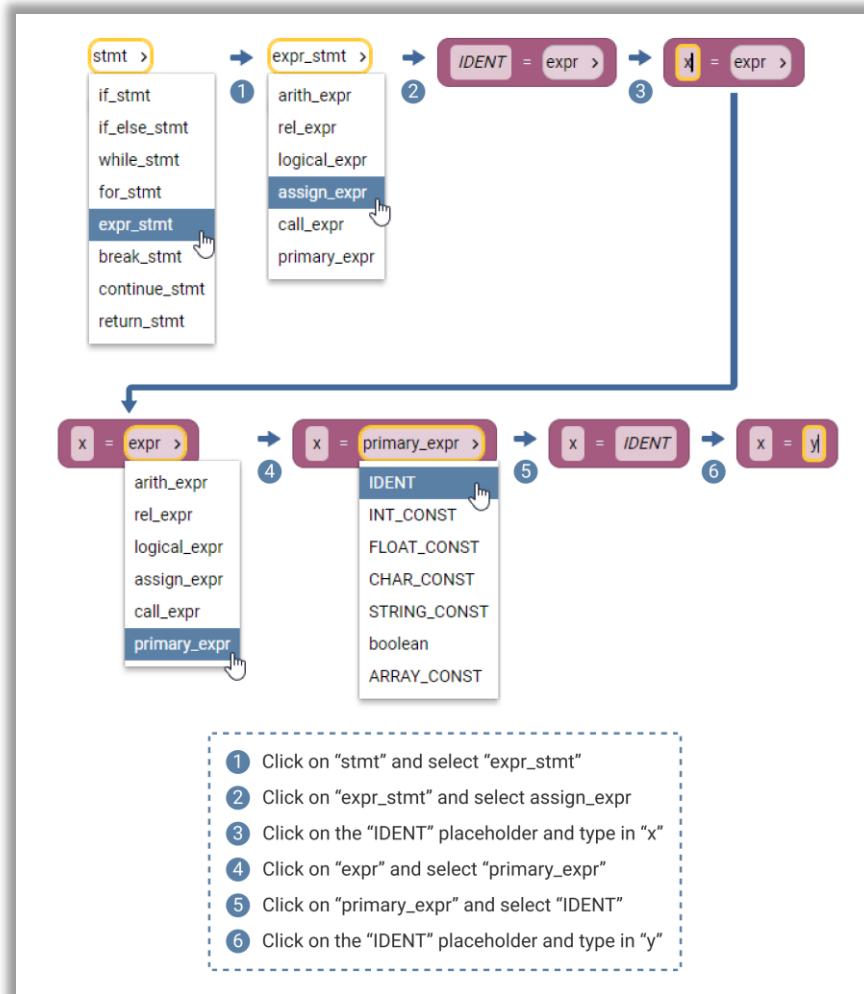 stmt >
if_stmt
if_else_stmt
while_stmt
for_stmt
expr_stmt
break_stmt
continue_stmt
return_stmt
1
expr_stmt >
arith_expr
rel_expr
logical_expr
assign_expr
call_expr
primary_expr
2
IDENT = expr >
3
x = expr >
x = expr >
arith_expr
rel_expr
logical_expr
assign_expr
call_expr
primary_expr
4
x = primary_expr >
IDENT
INT_CONST
FLOAT_CONST
CHAR_CONST
STRING_CONST
boolean
ARRAY_CONST
5
x = IDENT
6
x = y
1 Click on “stmt” and select “expr_stmt”
2 Click on “expr_stmt” and select assign_expr
3 Click on the “IDENT” placeholder and type in “x”
4 Click on “expr” and select “primary_expr”
5 Click on “primary_expr” and select “IDENT”
6 Click on the “IDENT” placeholder and type in “y”